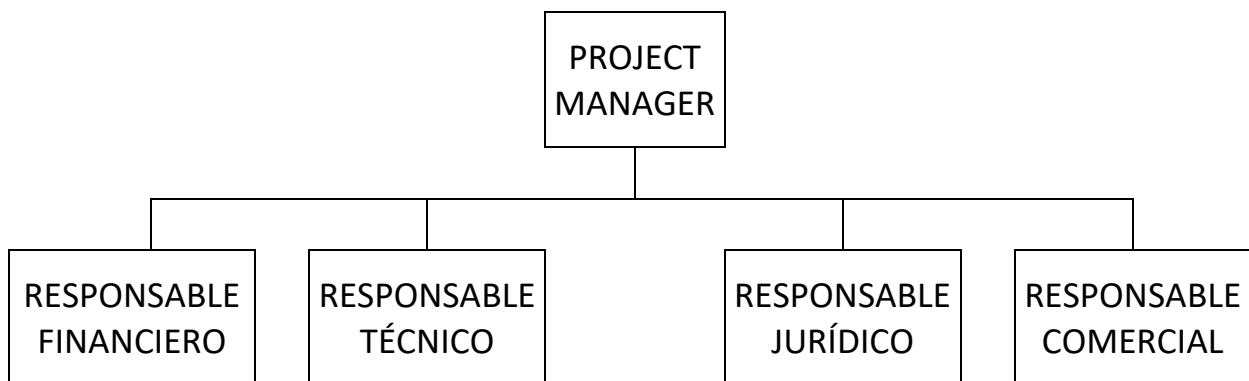 PROJECT
MANAGER
RESPONSABLE
FINANCIERO
RESPONSABLE
TÉCNICO
RESPONSABLE
JURÍDICO
RESPONSABLE
COMERCIAL